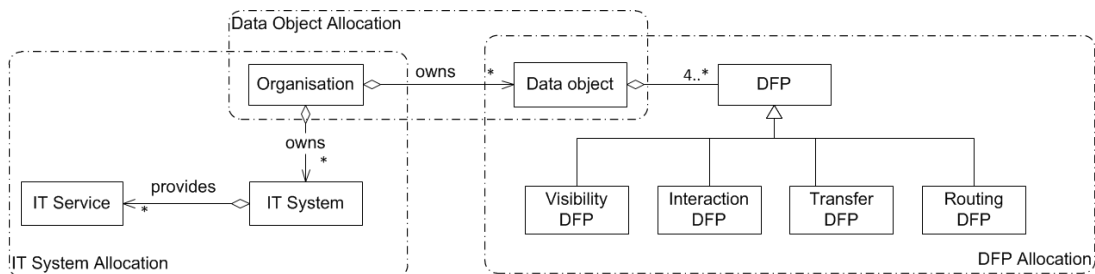 Data Object Allocation
Organisation
owns
*
Data object
4..*
DFP
owns
*
IT Service
provides
*
IT System
Visibility
DFP
Interaction
DFP
Transfer
DFP
Routing
DFP
IT System Allocation
DFP Allocation